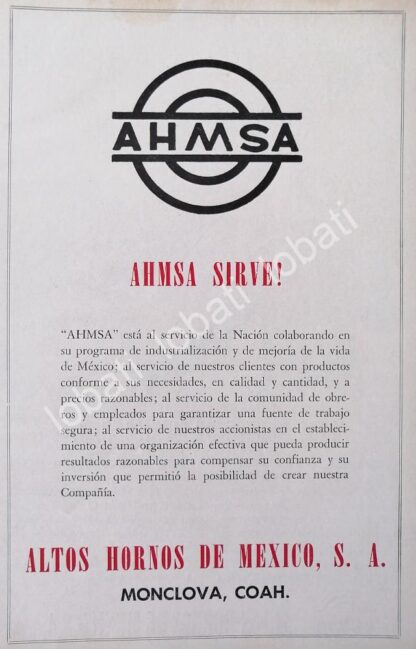 AHMSA
AHMSA SIRVE!
"AHMSA" está al servicio de la Nación colaborando en
su programa de industrialización y de mejoría de la vida
de México; al servicio de nuestros clientes con productos
conforme a sus necesidades, en calidad y cantidad, y a
precios razonables; al servicio de la comunidad de obre-
ros y empleados para garantizar una fuente de trabajo
segura; al servicio de nuestros accionistas en el estableci-
miento de una organización efectiva que pueda producir
resultados razonables para compensar su confianza y su
inversión que permitió la posibilidad de crear nuestra
Compañía.
ALTOS HORNOS DE MEXICO, S. A.
MONCLOVA, COAH.
lobati lobati lobati